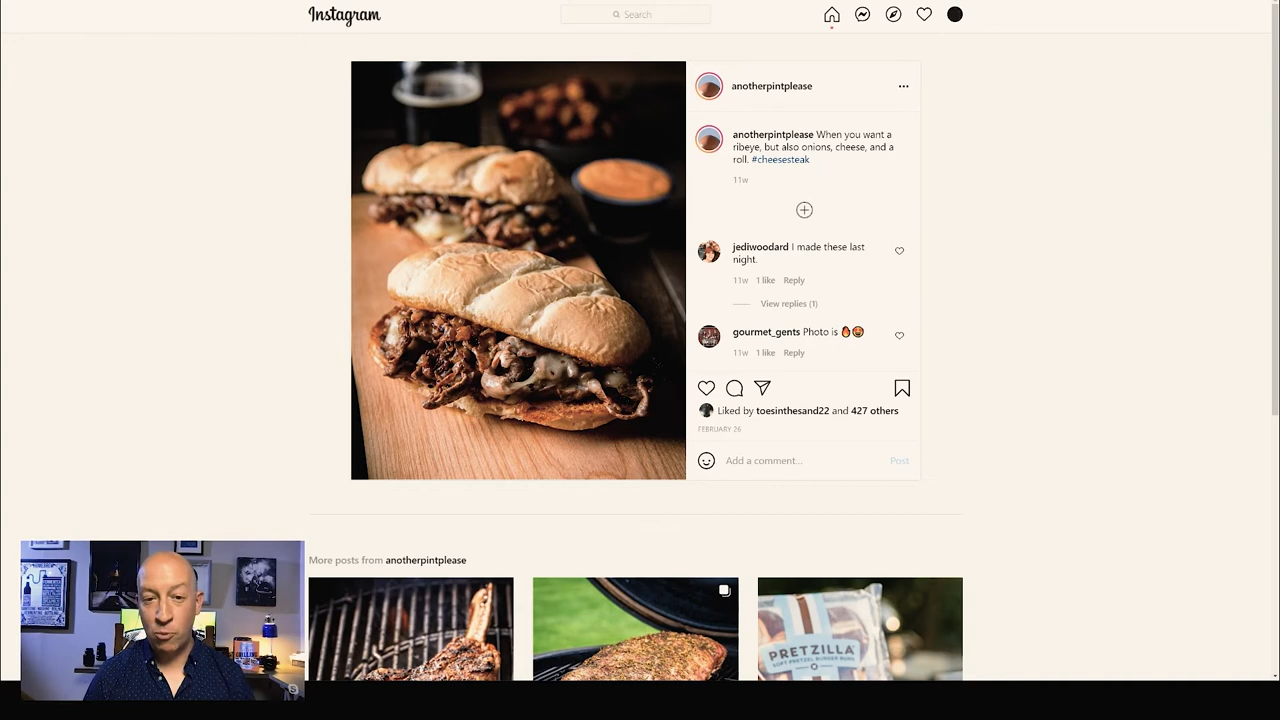 Instagram
Search
anotherpintplease
anotherpintplease When you want a
ribeye, but also onions, cheese, and a
roll. #cheesesteak
11w
jediwoodard I made these last
night.
11w 1 like Reply
View replies (1)
gourmet_gents Photo is 🔥🤩
11w 1 like Reply
Liked by toesinthesand22 and 427 others
FEBRUARY 26
Add a comment... Post
More posts from anotherpintplease
PRETZILLA
SOFT PRETZEL BURGER BUNS